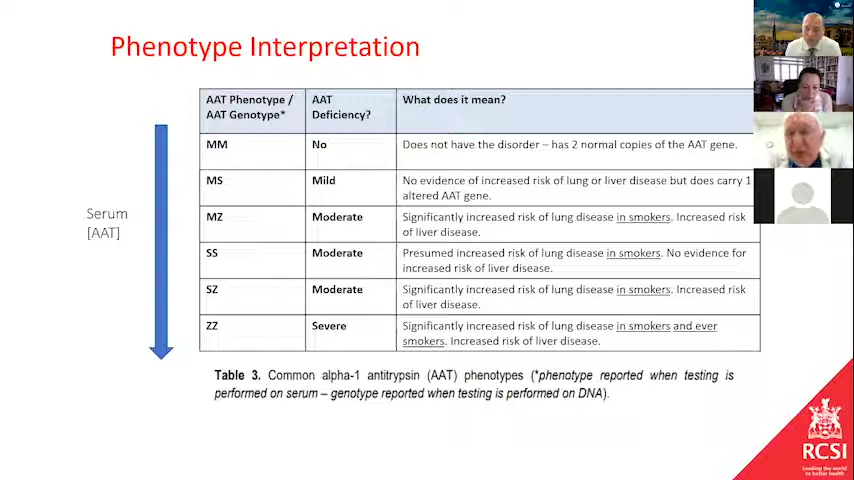 Phenotype Interpretation
AAT Phenotype /
AAT Genotype*
AAT
Deficiency?
What does it mean?
MM
No
Does not have the disorder – has 2 normal copies of the AAT gene.
MS
Mild
No evidence of increased risk of lung or liver disease but does carry 1
altered AAT gene.
MZ
Moderate
Significantly increased risk of lung disease in smokers. Increased risk
of liver disease.
SS
Moderate
Presumed increased risk of lung disease in smokers. No evidence for
increased risk of liver disease.
SZ
Moderate
Significantly increased risk of lung disease in smokers. Increased risk
of liver disease.
ZZ
Severe
Significantly increased risk of lung disease in smokers and ever
smokers. Increased risk of liver disease.
Serum
[AAT]
Table 3. Common alpha-1 antitrypsin (AAT) phenotypes (*phenotype reported when testing is
performed on serum – genotype reported when testing is performed on DNA).
RCSI
Leading the world
to better health